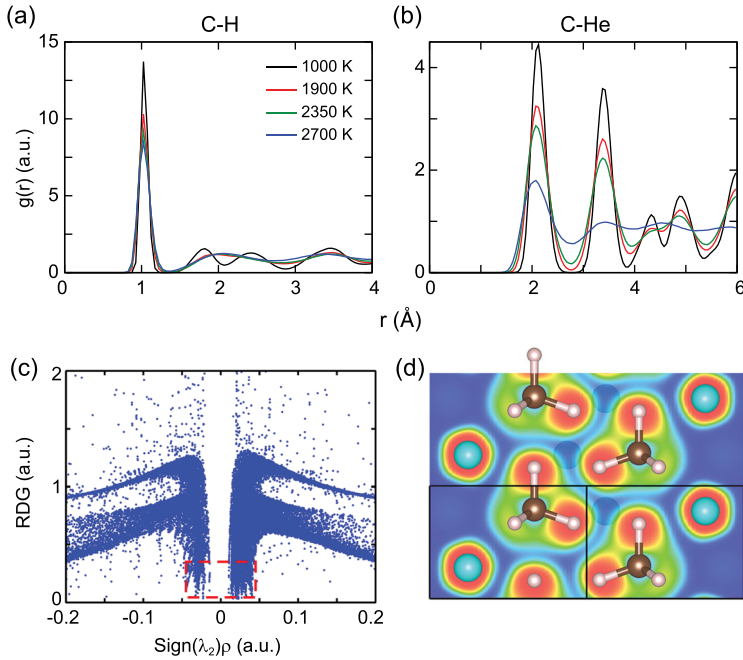 (a) C-H
15
10
5
0
g(r) (a.u.)
0 1 2 3 4
1000 K
1900 K
2350 K
2700 K
(b) C-He
4
2
0
0 2 4 6
r (Å)
(c)
2
1
0
RDG (a.u.)
-0.2 -0.1 0 0.1 0.2
Sign(λ₂)ρ (a.u.)
(d)